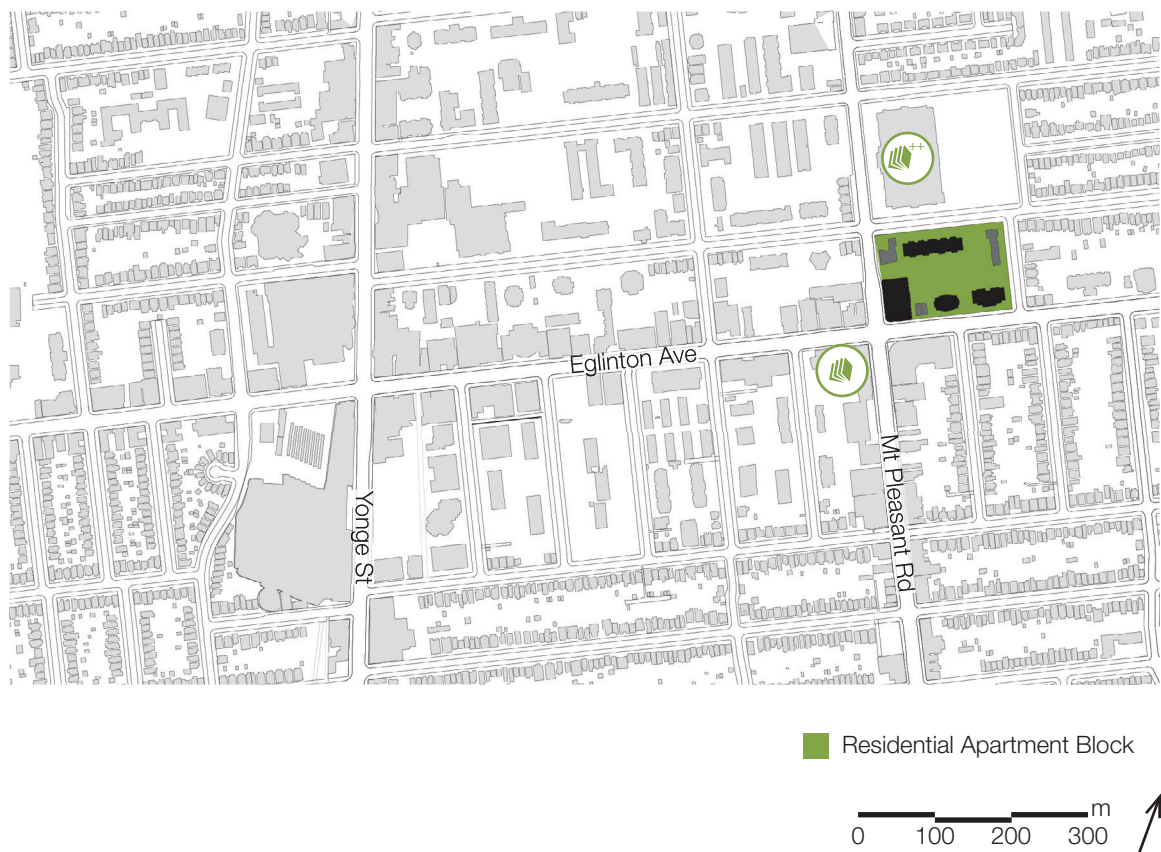 ++
Eglinton Ave
Mt Pleasant Rd
Yonge St
Residential Apartment Block
m
0 100 200 300